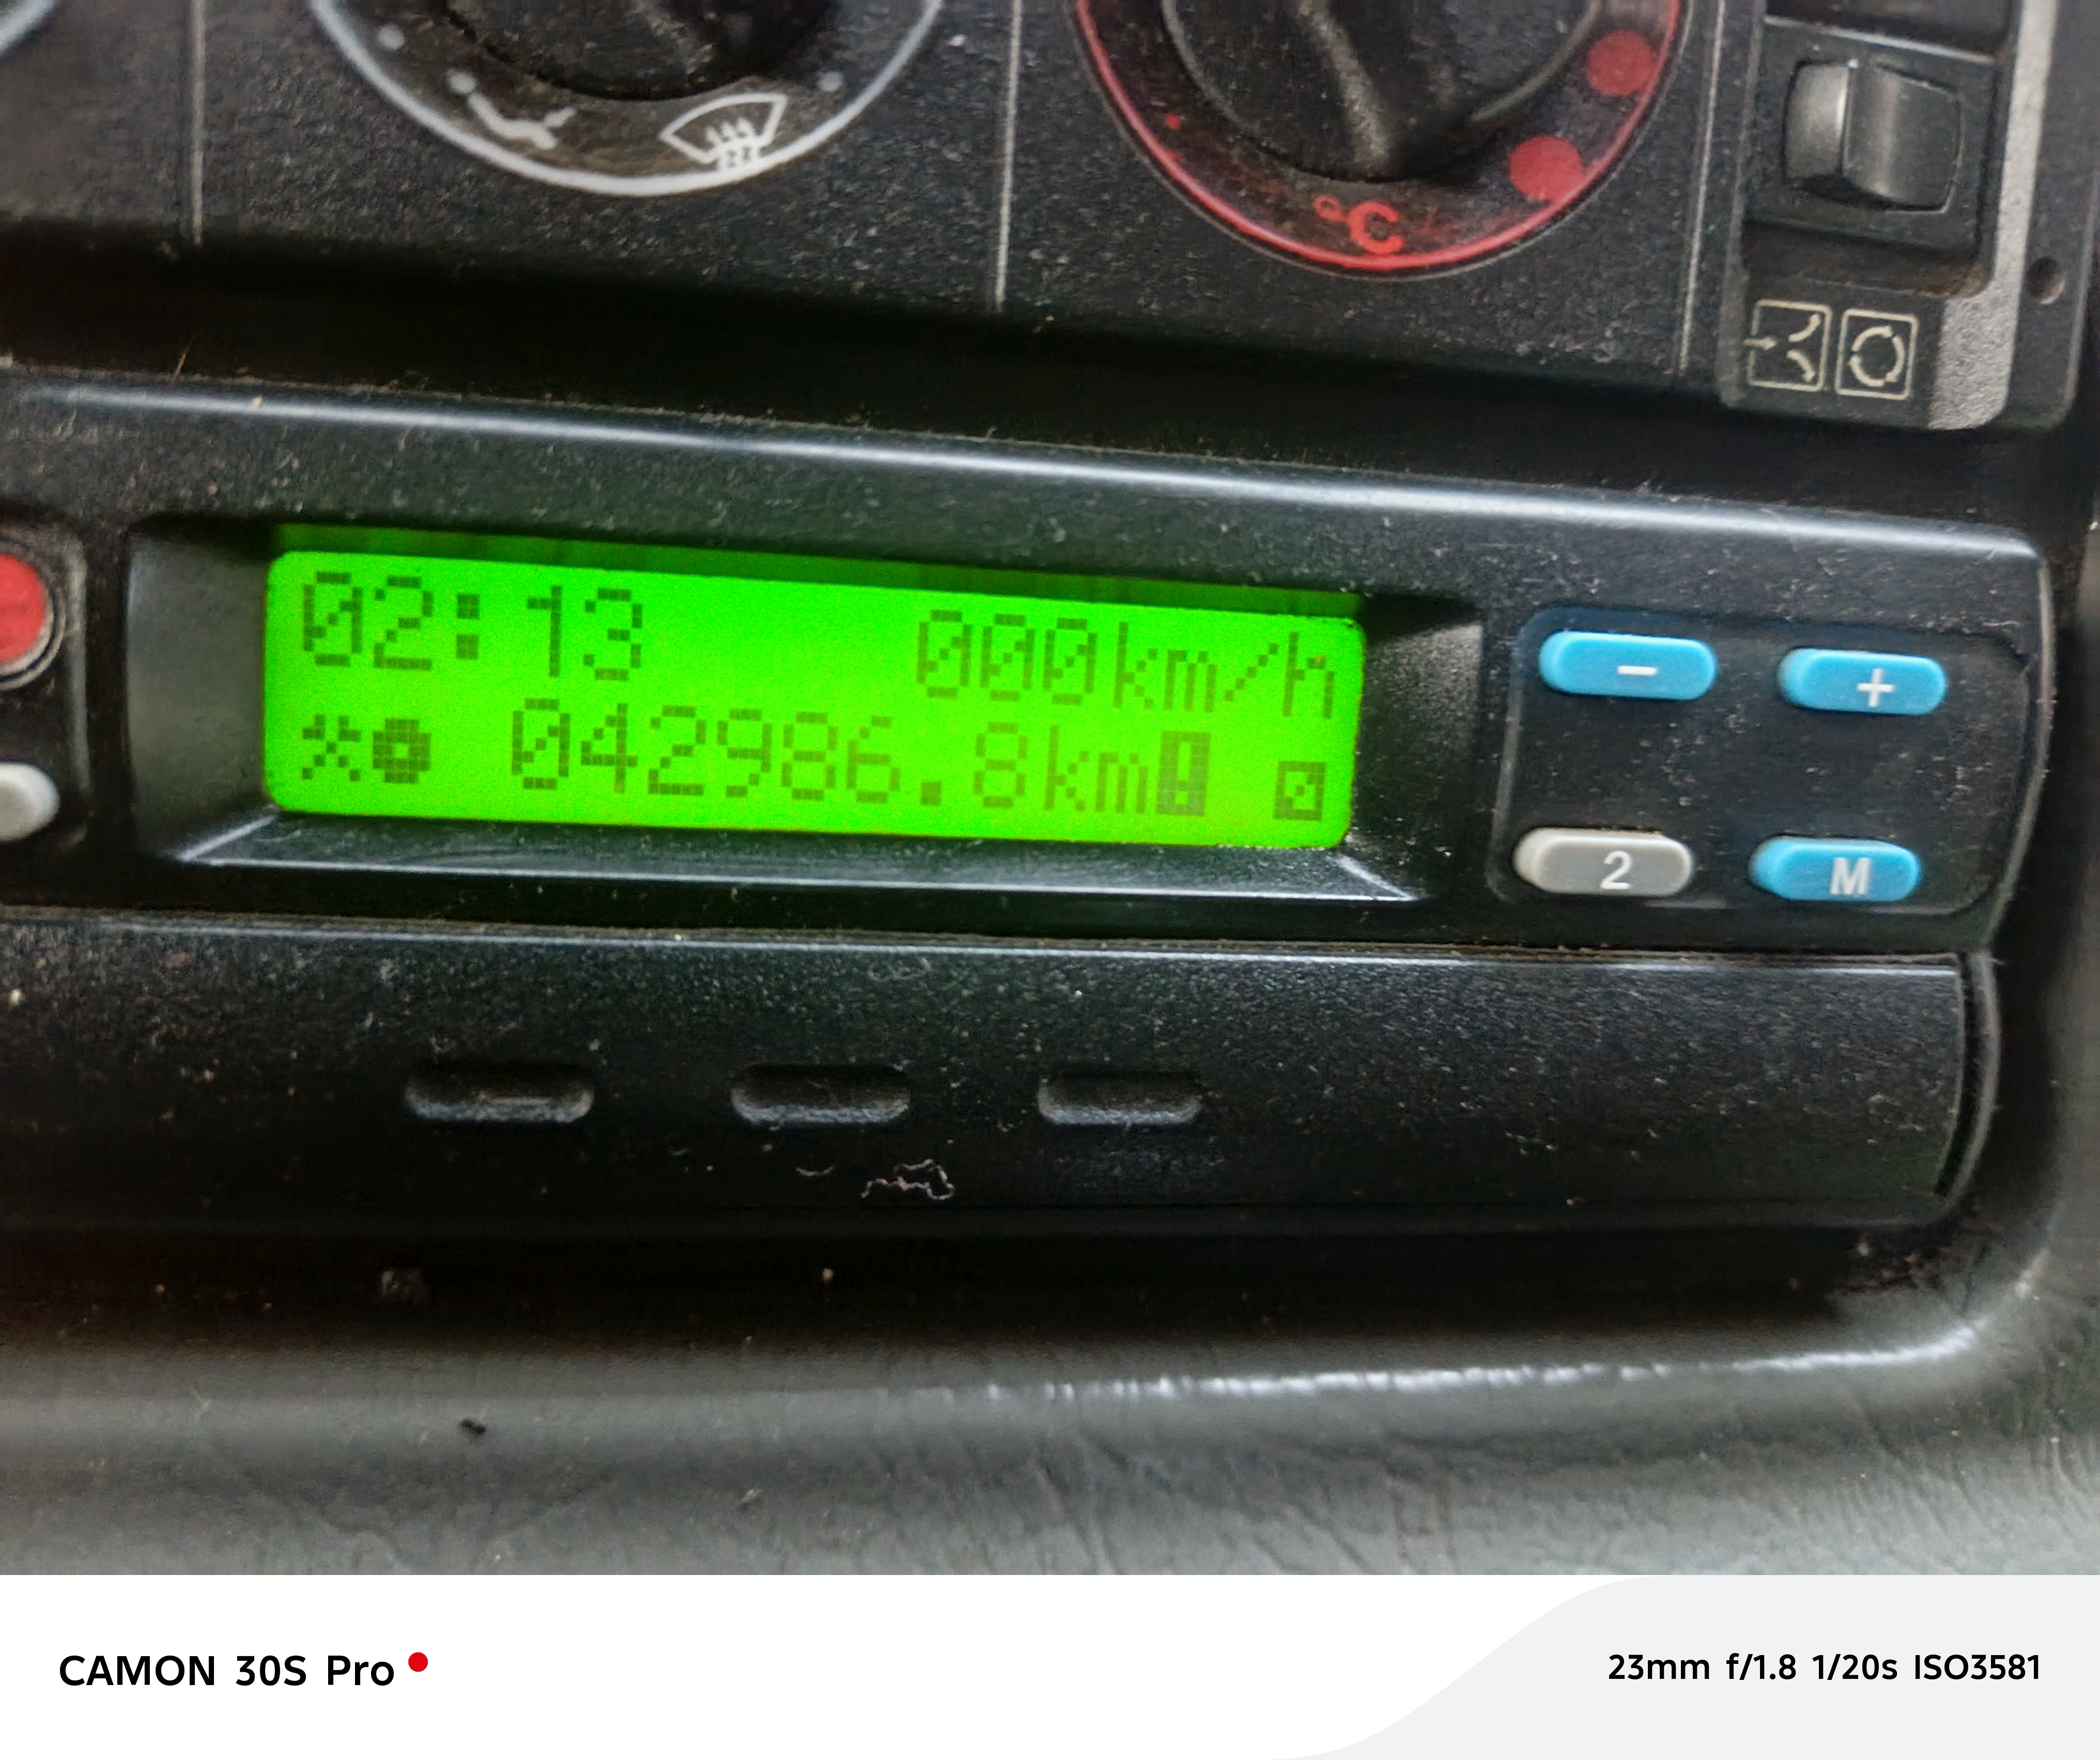 °C
02:13 000km/h
042986.8km
- +
2 M
CAMON 30S Pro
23mm f/1.8 1/20s ISO3581